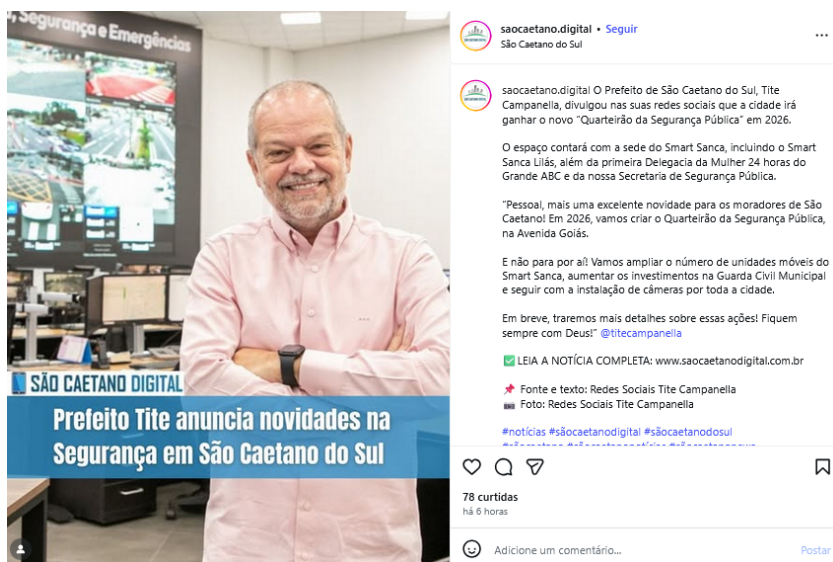 , Segurança e Emergências
SÃO CAETANO DIGITAL
Prefeito Tite anuncia novidades na
Segurança em São Caetano do Sul
saocaetano.digital • Seguir
São Caetano do Sul
saocaetano.digital O Prefeito de São Caetano do Sul, Tite
Campanella, divulgou nas suas redes sociais que a cidade irá
ganhar o novo “Quarteirão da Segurança Pública” em 2026.
O espaço contará com a sede do Smart Sanca, incluindo o Smart
Sanca Lilás, além da primeira Delegacia da Mulher 24 horas do
Grande ABC e da nossa Secretaria de Segurança Pública.
“Pessoal, mais uma excelente novidade para os moradores de São
Caetano! Em 2026, vamos criar o Quarteirão da Segurança Pública,
na Avenida Goiás.
E não para por aí! Vamos ampliar o número de unidades móveis do
Smart Sanca, aumentar os investimentos na Guarda Civil Municipal
e seguir com a instalação de câmeras por toda a cidade.
Em breve, traremos mais detalhes sobre essas ações! Fiquem
sempre com Deus!” @titecampanella
✅ LEIA A NOTÍCIA COMPLETA: www.saocaetanodigital.com.br
📌 Fonte e texto: Redes Sociais Tite Campanella
📷 Foto: Redes Sociais Tite Campanella
#notícias #sãocaetanodigital #sãocaetanodosul
78 curtidas
há 6 horas
Adicione um comentário...
Postar